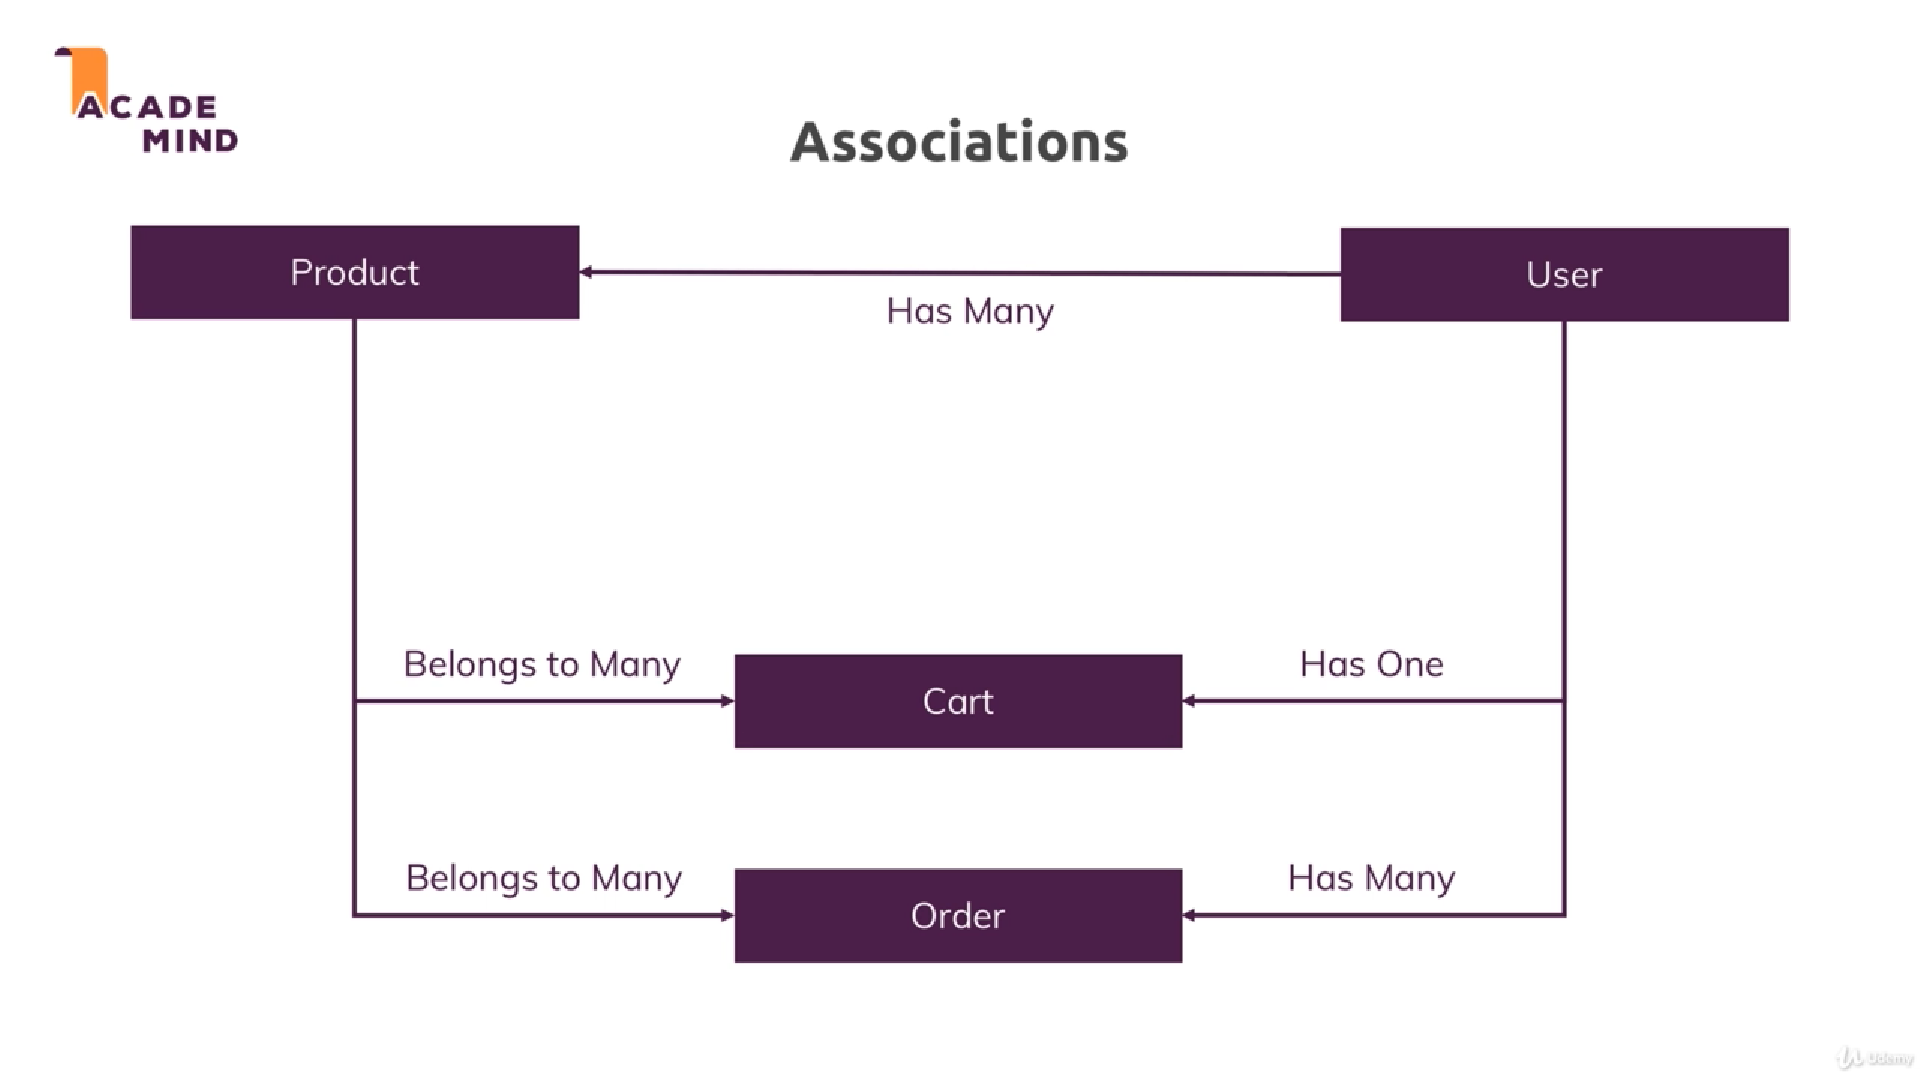 ACADE
MIND
Associations
Product
User
Has Many
Belongs to Many
Cart
Has One
Belongs to Many
Order
Has Many
Udemy